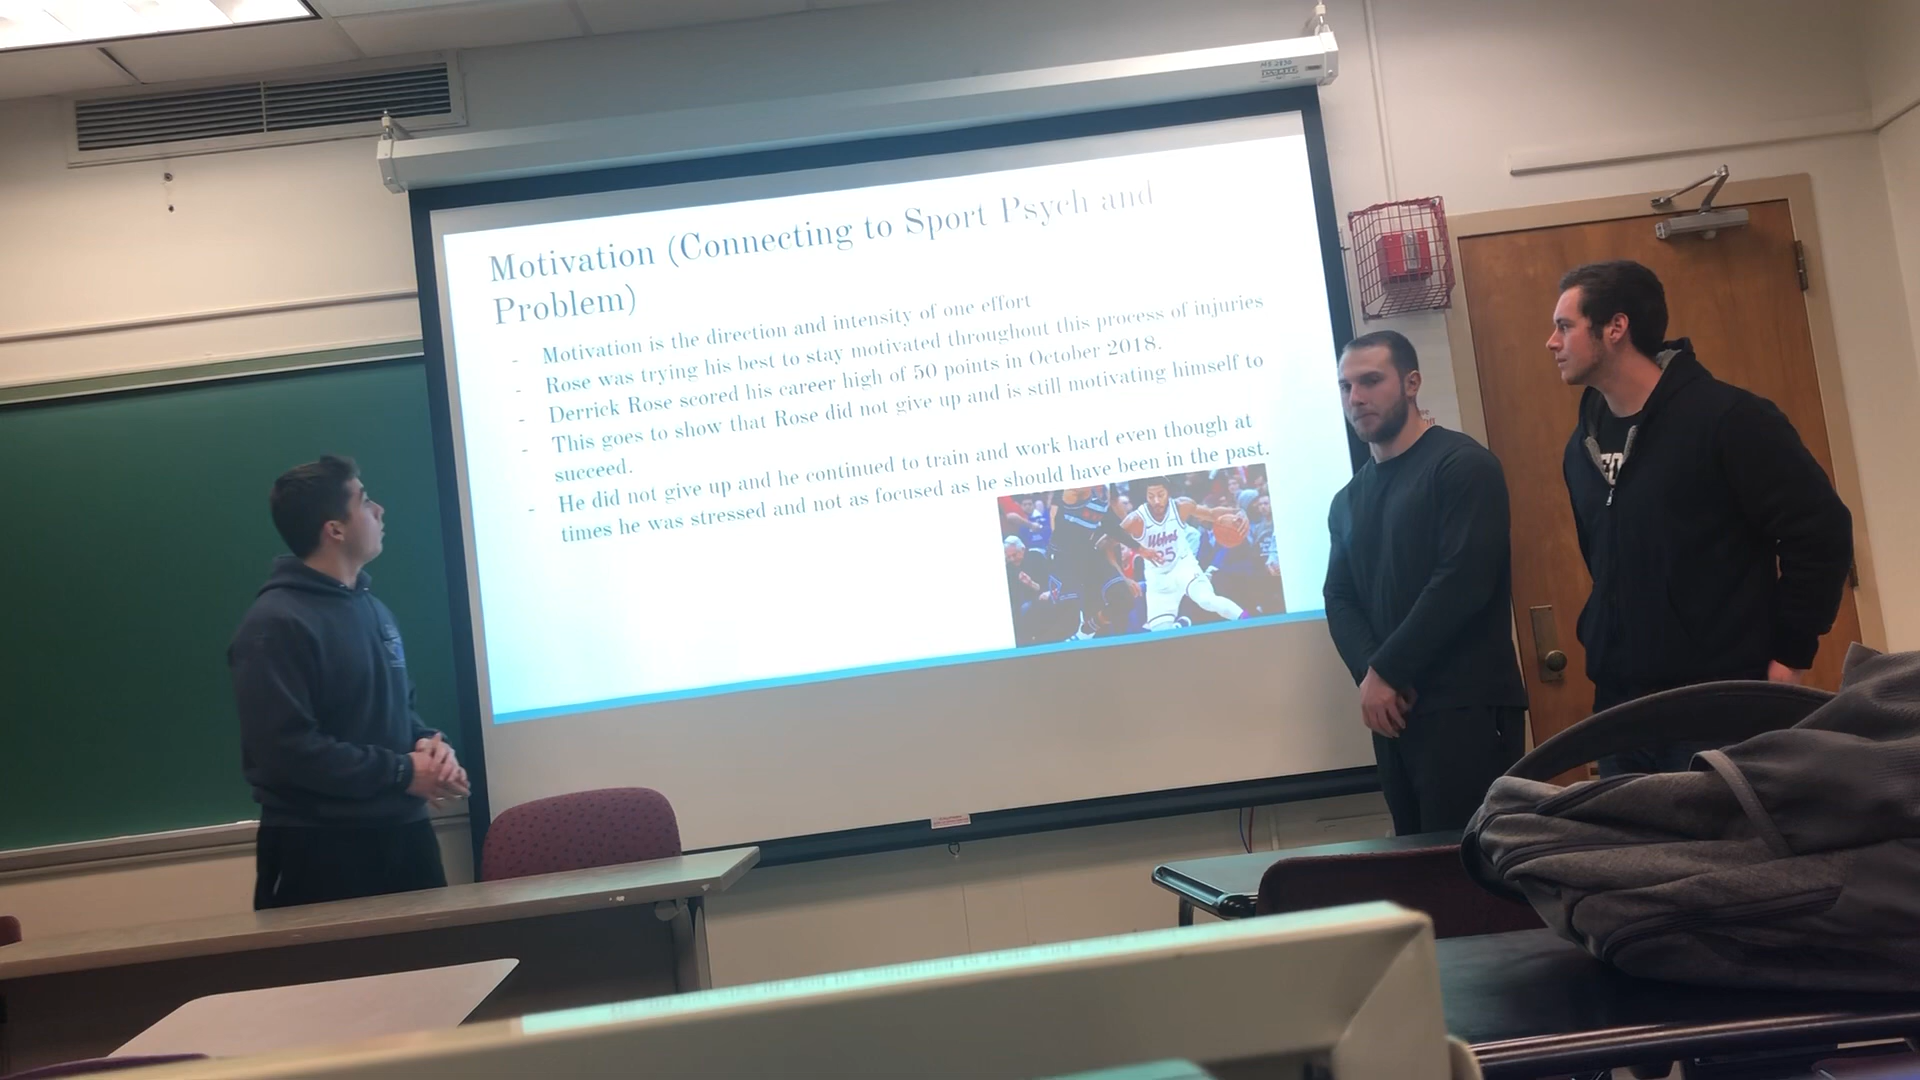 Motivation (Connecting to Sport Psych and
Problem)
- Motivation is the direction and intensity of one effort
- Rose was trying his best to stay motivated throughout this process of injuries
- Derrick Rose scored his career high of 50 points in October 2018.
- This goes to show that Rose did not give up and is still motivating himself to
succeed.
- He did not give up and he continued to train and work hard even though at
times he was stressed and not as focused as he should have been in the past.
Wolves
25
DA-LITE